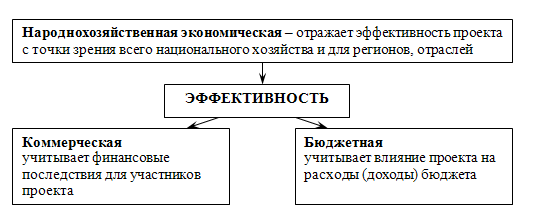 Народнохозяйственная экономическая – отражает эффективность проекта
с точки зрения всего национального хозяйства и для регионов, отраслей
ЭФФЕКТИВНОСТЬ
Коммерческая
учитывает финансовые
последствия для участников
проекта
Бюджетная
учитывает влияние проекта на
расходы (доходы) бюджета